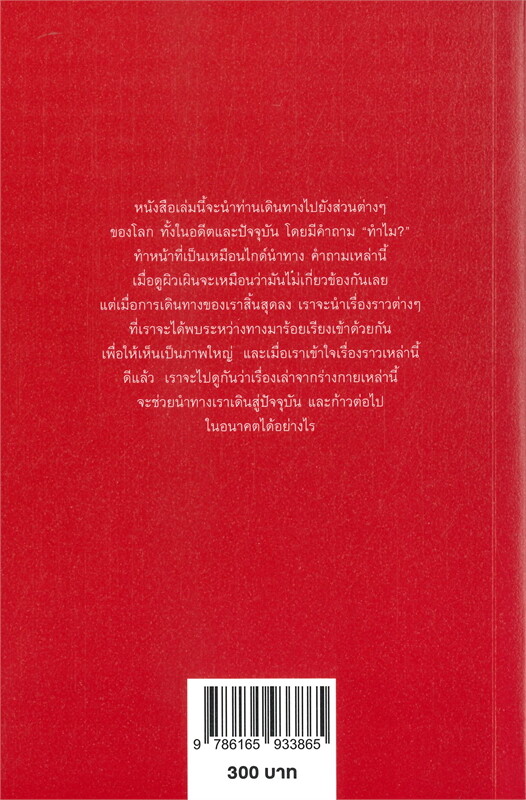 หนังสือเล่มนี้จะนำท่านเดินทางไปยังส่วนต่างๆ
ของโลก ทั้งในอดีตและปัจจุบัน โดยมีคำถาม “ทำไม?”
ทำหน้าที่เป็นเหมือนไกด์นำทาง คำถามเหล่านี้
เมื่อดูผิวเผินจะเหมือนว่ามันไม่เกี่ยวข้องกันเลย
แต่เมื่อการเดินทางของเราสิ้นสุดลง เราจะนำเรื่องราวต่างๆ
ที่เราจะได้พบระหว่างทางมาร้อยเรียงเข้าด้วยกัน
เพื่อให้เห็นเป็นภาพใหญ่ และเมื่อเราเข้าใจเรื่องราวเหล่านี้
ดีแล้ว เราจะไปดูกันว่าเรื่องเล่าจากร่างกายเหล่านี้
จะช่วยนำทางเราเดินสู่ปัจจุบัน และก้าวต่อไป
ในอนาคตได้อย่างไร
9 786165 933865
300 บาท